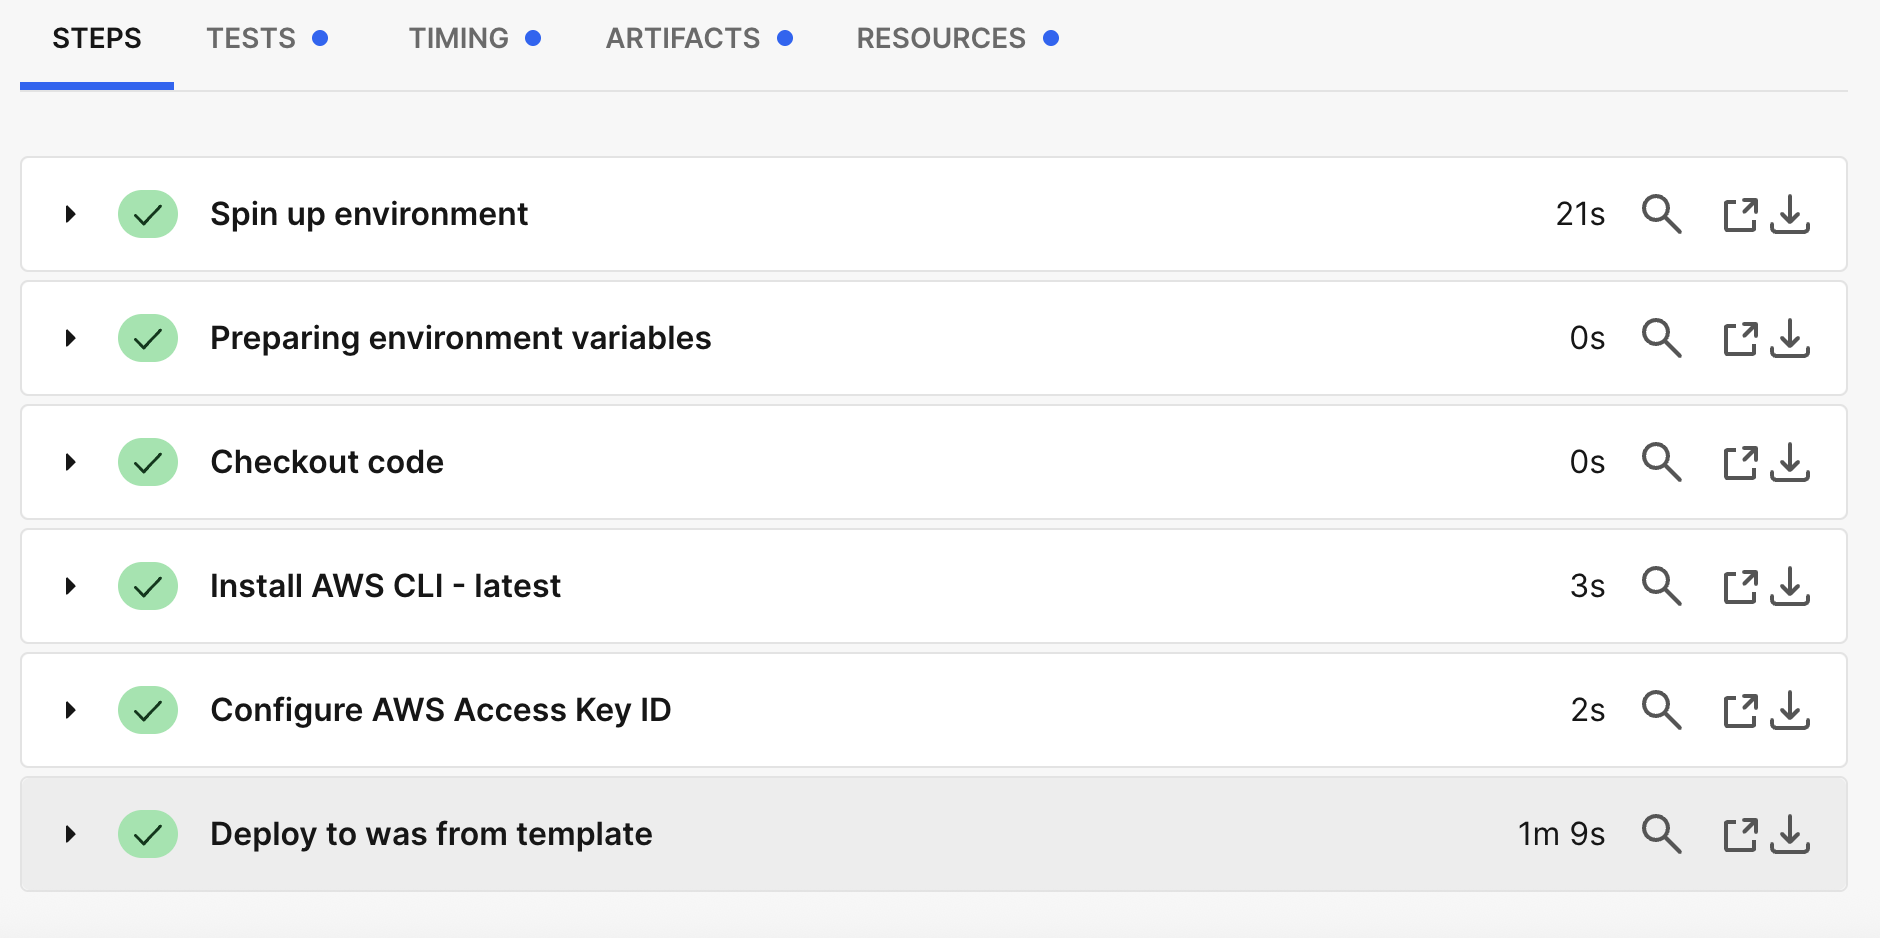 STEPS TESTS TIMING ARTIFACTS RESOURCES
Spin up environment 21s
Preparing environment variables 0s
Checkout code 0s
Install AWS CLI - latest 3s
Configure AWS Access Key ID 2s
Deploy to was from template 1m 9s